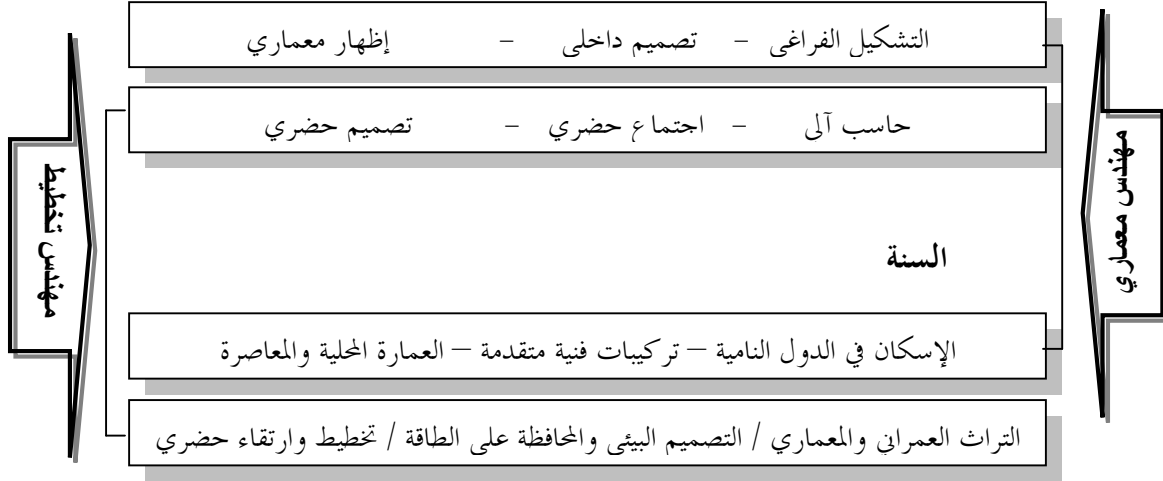 التشكيل الفراغى – تصميم داخلى – إظهار معماري
حاسب آلى – اجتماع حضري – تصميم حضري
مهندس معماري
مهندس تخطيط
السنة
الإسكان في الدول النامية – تركيبات فنية متقدمة – العمارة المحلية والمعاصرة
التراث العمراني والمعماري / التصميم البيئى والمحافظة على الطاقة / تخطيط وارتقاء حضري